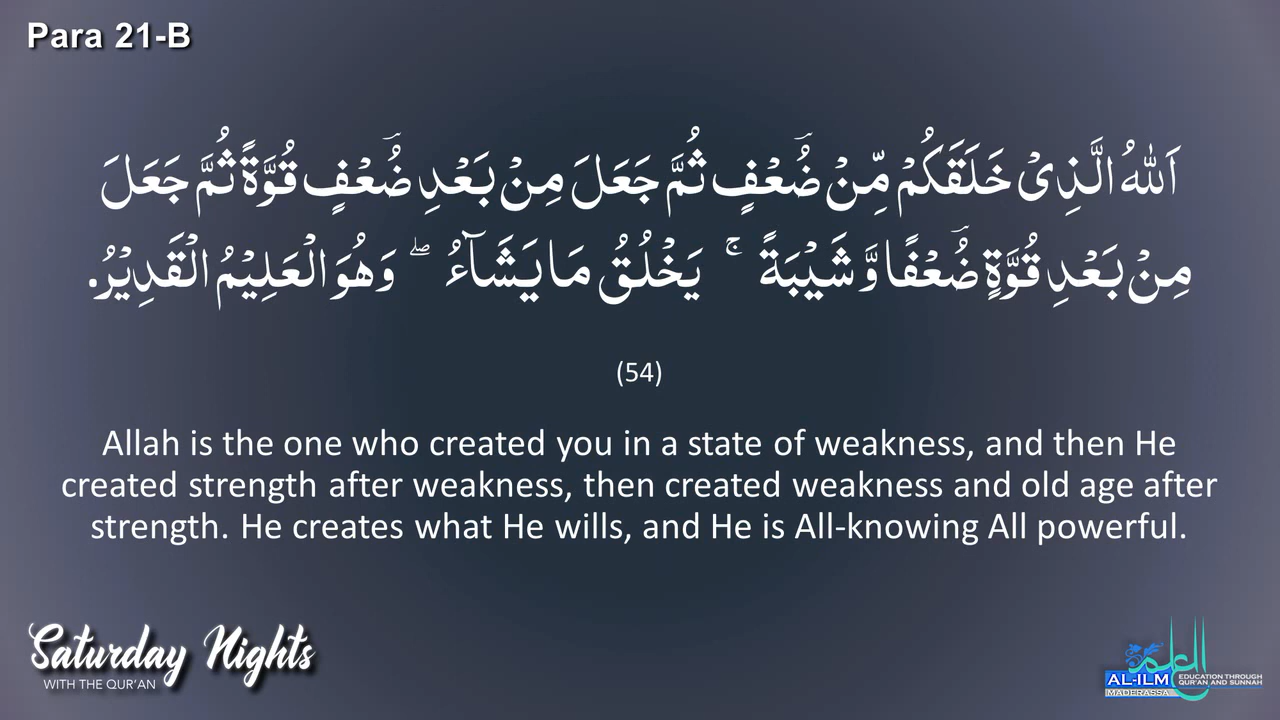 Para 21-B
اَللهُ الَّذِىْ خَلَقَكُمْ مِّنْ ضُؔعْفٍ ثُمَّ جَعَلَ مِنْۢ بَعْدِ ضُؔعْفٍ قُوَّةً ثُمَّ جَعَلَ
مِنْۢ بَعْدِ قُوَّةٍ ضُؔعْفًا وَّشَيْبَةً ۚ يَخْلُقُ مَا يَشَآءُ ۖ وَهُوَ الْعَلِيْمُ الْقَدِيْرُ.
(54)
Allah is the one who created you in a state of weakness, and then He
created strength after weakness, then created weakness and old age after
strength. He creates what He wills, and He is All-knowing All powerful.
Saturday Nights
WITH THE QUR'AN
العلم
AL-ILM
MADERASSA
EDUCATION THROUGH
QUR'AN AND SUNNAH